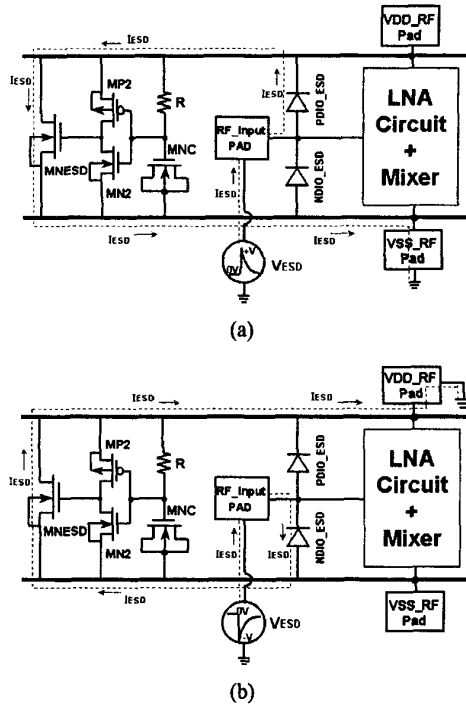 VDD_RF
Pad
IESD
IESD
MP2
R
MNC
MNESD
MN2
IESD
PDIO_ESD
RF_Input
PAD
NDIO_ESD
IESD
LNA
Circuit
+
Mixer
IESD
IESD
VSS_RF
Pad
+V
0V
VESD
(a)
VDD_RF
Pad
IESD
IESD
IESD
MP2
R
MNC
MNESD
MN2
PDIO_ESD
RF_Input
PAD
NDIO_ESD
IESD
IESD
LNA
Circuit
+
Mixer
IESD
VSS_RF
Pad
0V
-V
VESD
(b)